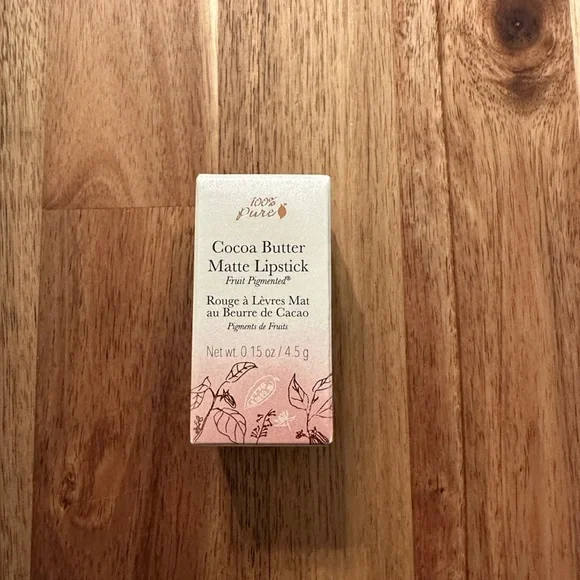 100%
Pure
Cocoa Butter
Matte Lipstick
Fruit Pigmented®
Rouge à Lèvres Mat
au Beurre de Cacao
Pigments de Fruits
Net wt. 0.15 oz / 4.5 g